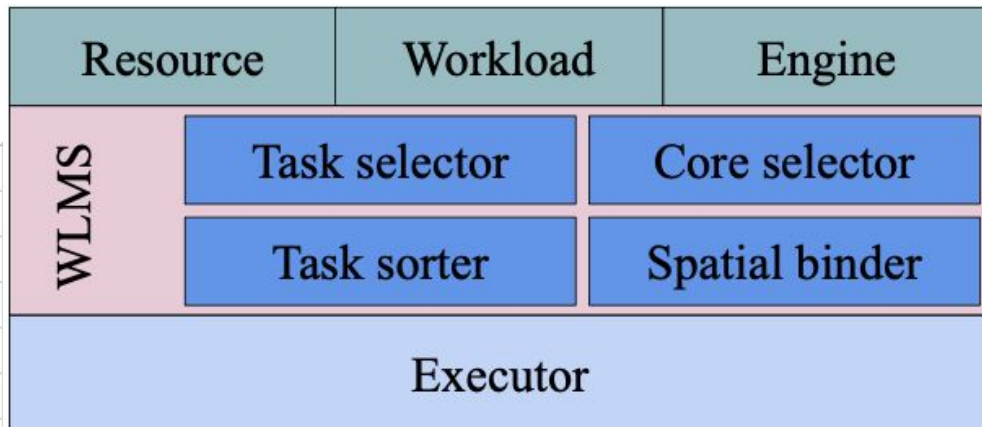 Resource
Workload
Engine
WLMS
Task selector
Core selector
Task sorter
Spatial binder
Executor